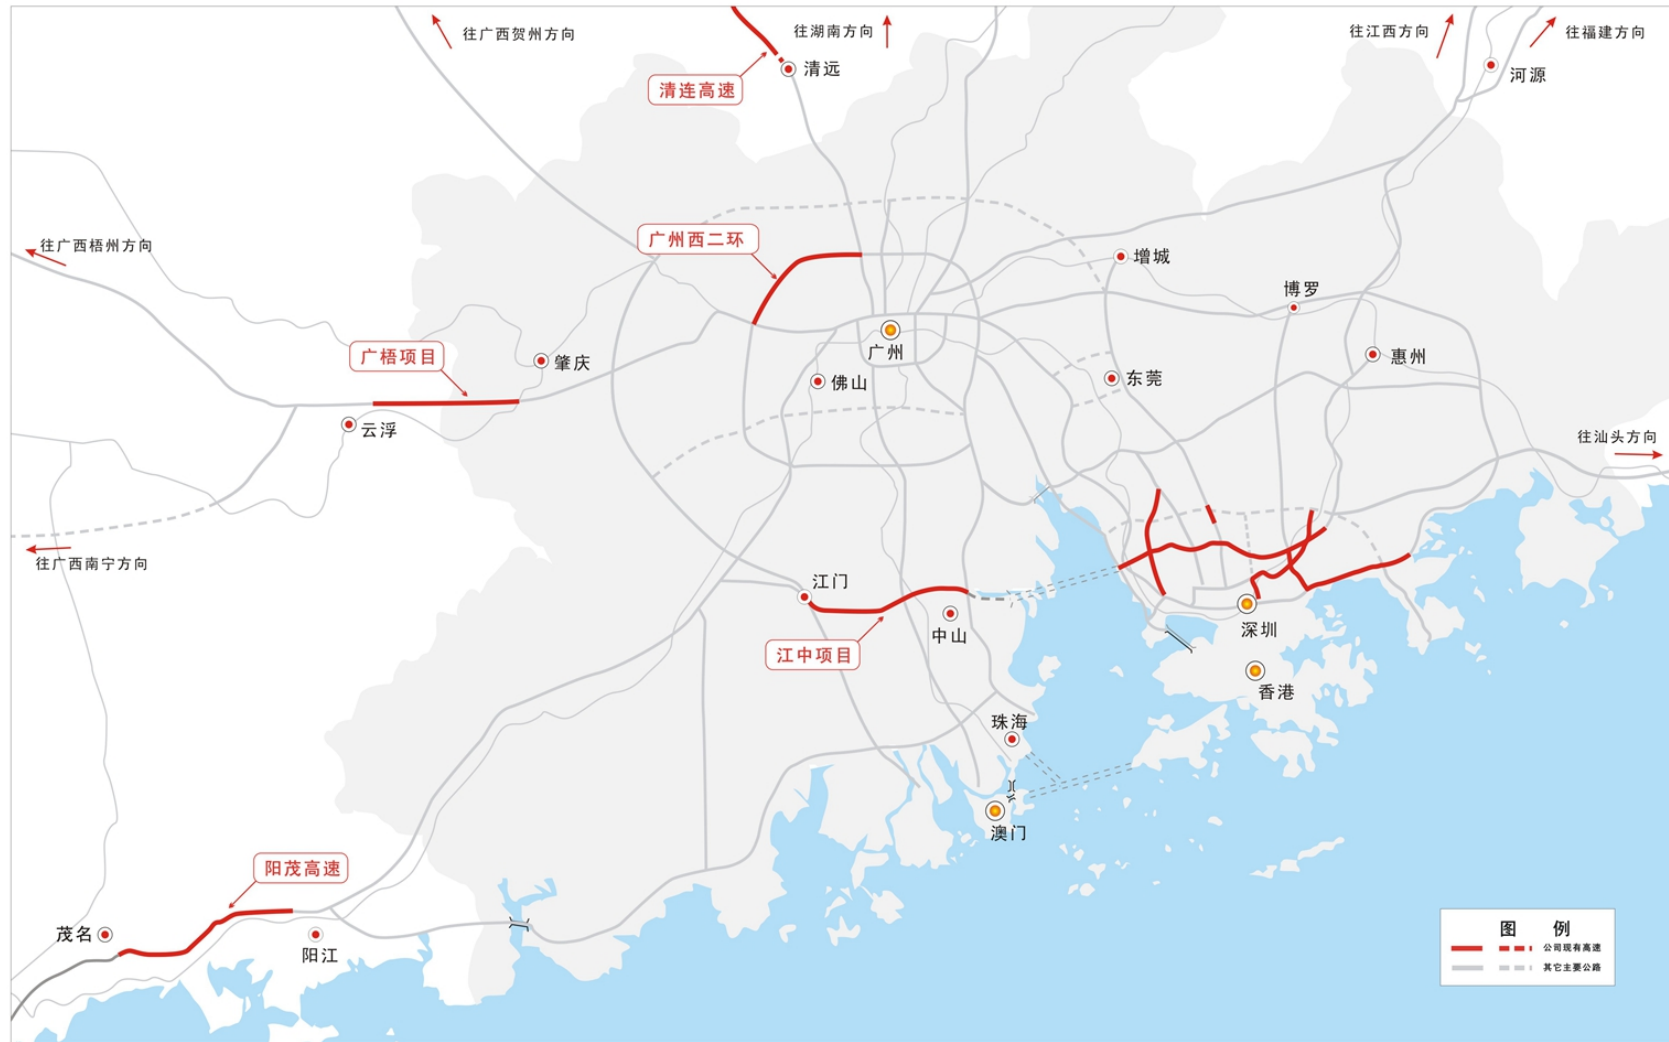 往广西贺州方向
往湖南方向
往江西方向
往福建方向
清远
河源
清连高速
广州西二环
往广西梧州方向
增城
博罗
广州
广梧项目
肇庆
惠州
佛山
东莞
云浮
往汕头方向
往广西南宁方向
江门
中山
深圳
江中项目
香港
珠海
澳门
阳茂高速
茂名
阳江
图 例
公司现有高速
其它主要公路